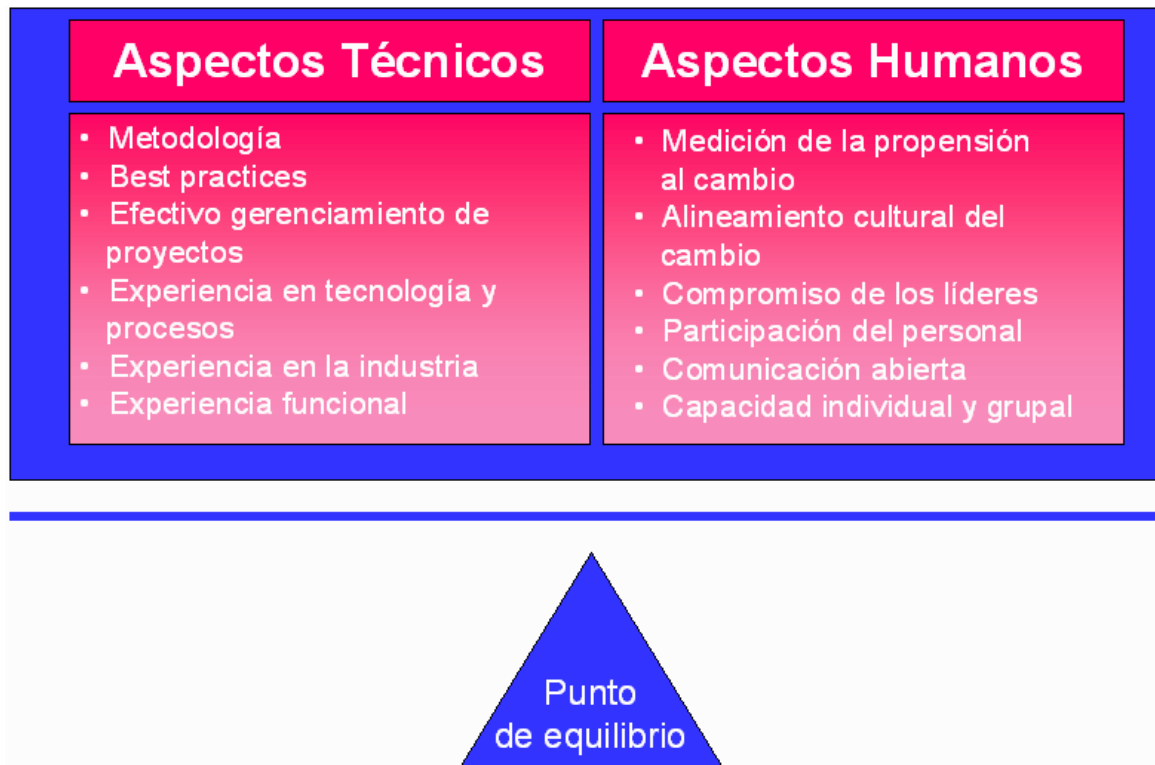 Aspectos Técnicos
• Metodología
• Best practices
• Efectivo gerenciamiento de
proyectos
• Experiencia en tecnología y
procesos
• Experiencia en la industria
• Experiencia funcional
Aspectos Humanos
• Medición de la propensión
al cambio
• Alineamiento cultural del
cambio
• Compromiso de los líderes
• Participación del personal
• Comunicación abierta
• Capacidad individual y grupal
Punto
de equilibrio